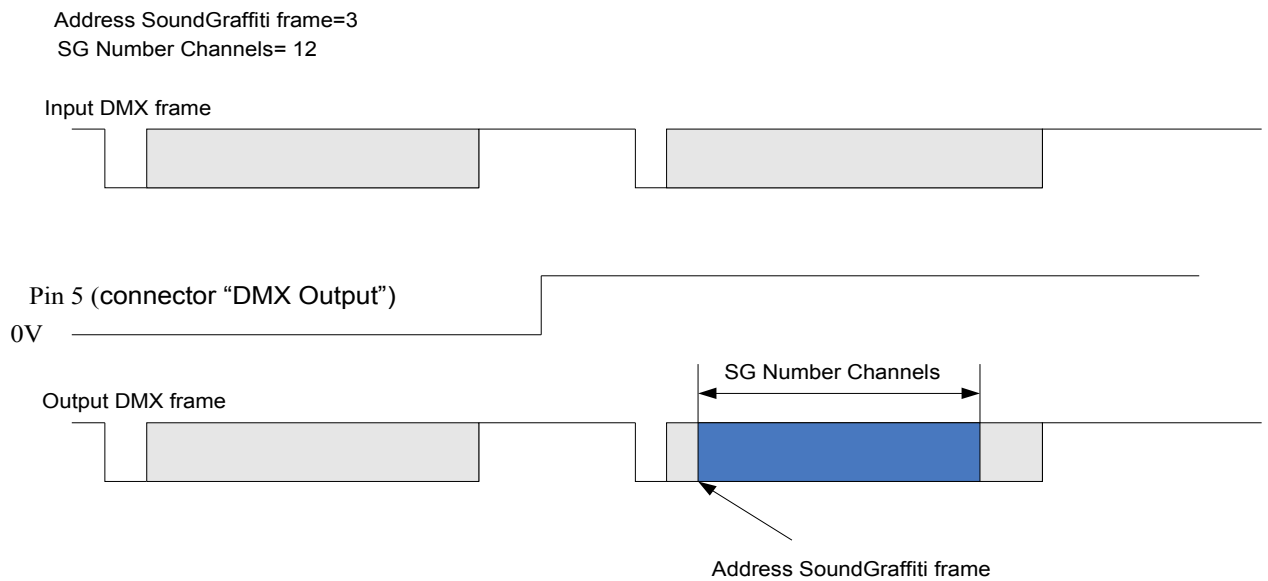 Address SoundGraffiti frame=3
SG Number Channels= 12
Input DMX frame
Pin 5 (connector “DMX Output”)
0V
SG Number Channels
Output DMX frame
Address SoundGraffiti frame